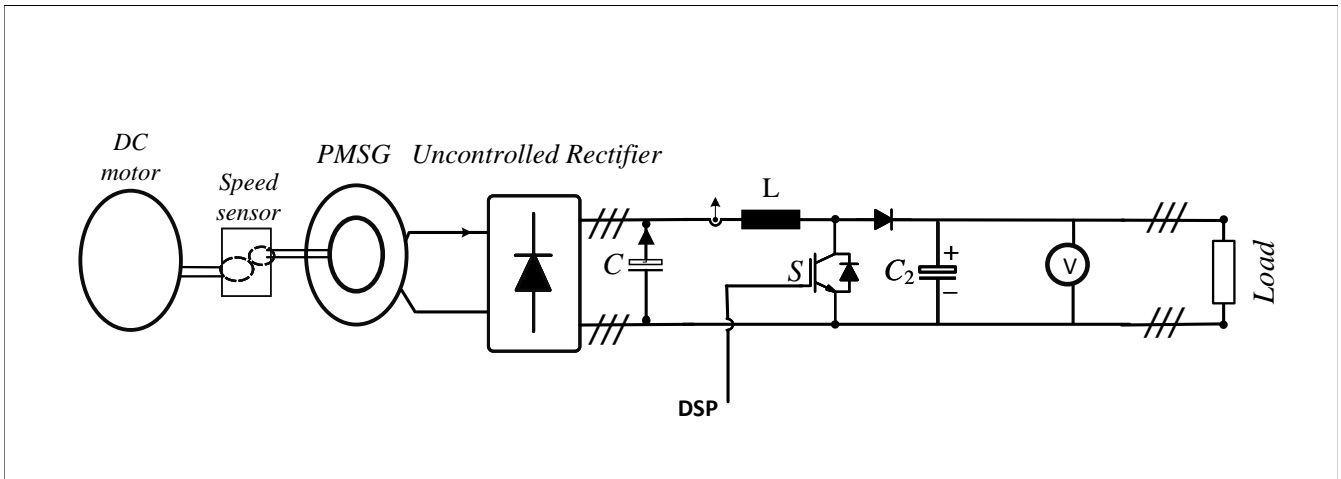 DC
motor
Speed
sensor
PMSG
Uncontrolled Rectifier
C
L
S
C2
+
−
V
Load
DSP